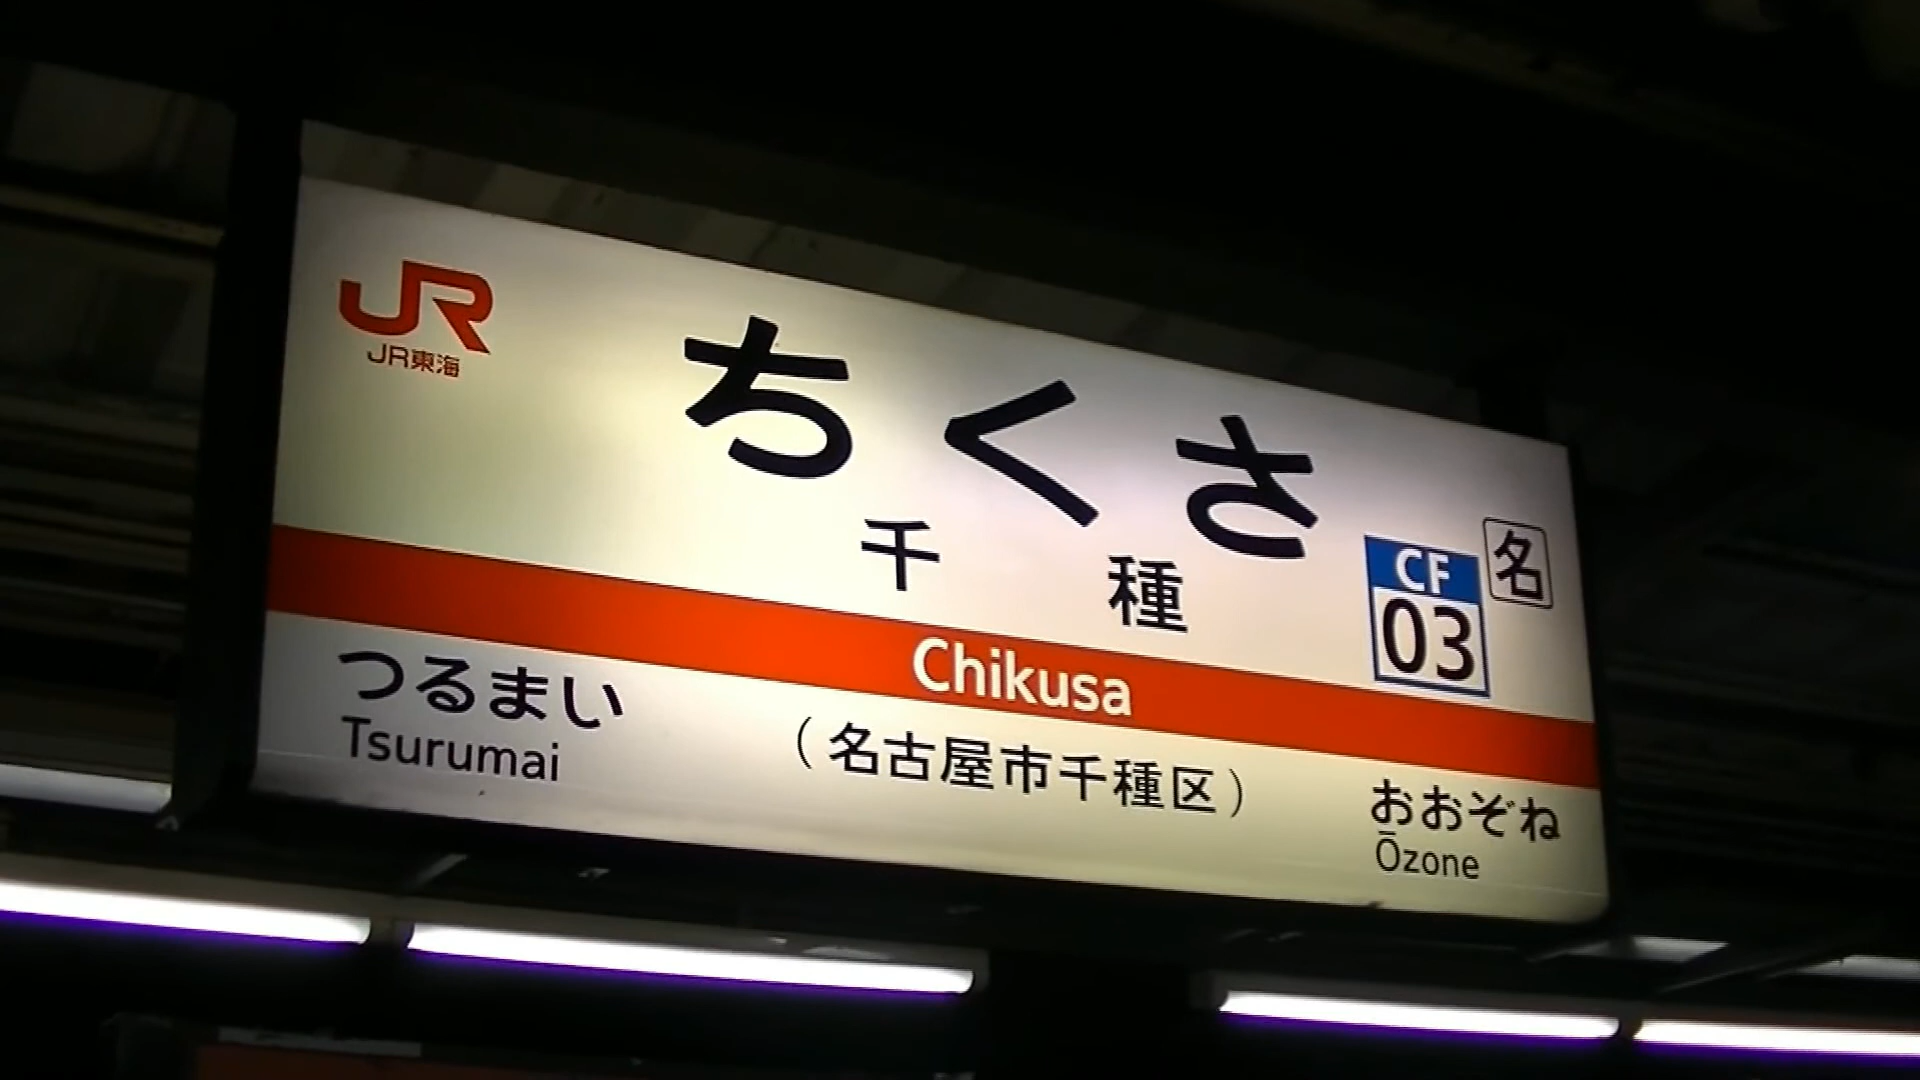 JR
JR東海
ちくさ
千種
CF
03
名
Chikusa
つるまい
Tsurumai
(名古屋市千種区)
おおぞね
Ōzone